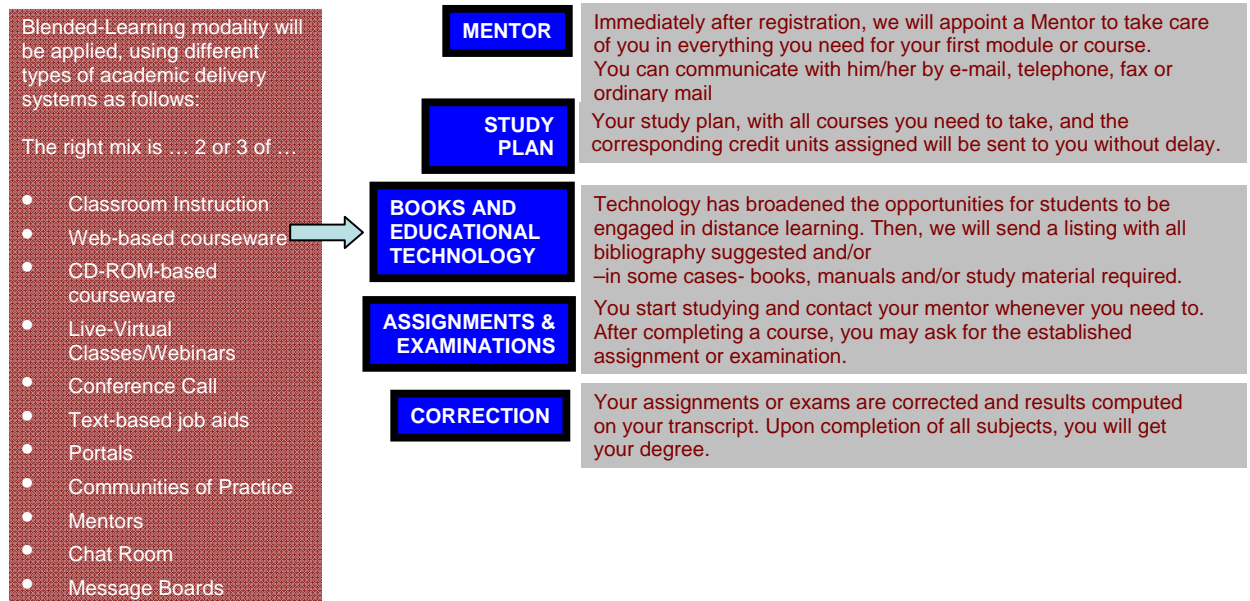 Blended-Learning modality will
be applied, using different
types of academic delivery
systems as follows:
The right mix is … 2 or 3 of …
• Classroom Instruction
• Web-based courseware
• CD-ROM-based
courseware
• Live-Virtual
Classes/Webinars
• Conference Call
• Text-based job aids
• Portals
• Communities of Practice
• Mentors
• Chat Room
• Message Boards
MENTOR
Immediately after registration, we will appoint a Mentor to take care
of you in everything you need for your first module or course.
You can communicate with him/her by e-mail, telephone, fax or
ordinary mail
STUDY
PLAN
Your study plan, with all courses you need to take, and the
corresponding credit units assigned will be sent to you without delay.
BOOKS AND
EDUCATIONAL
TECHNOLOGY
Technology has broadened the opportunities for students to be
engaged in distance learning. Then, we will send a listing with all
bibliography suggested and/or
–in some cases- books, manuals and/or study material required.
ASSIGNMENTS &
EXAMINATIONS
You start studying and contact your mentor whenever you need to.
After completing a course, you may ask for the established
assignment or examination.
CORRECTION
Your assignments or exams are corrected and results computed
on your transcript. Upon completion of all subjects, you will get
your degree.